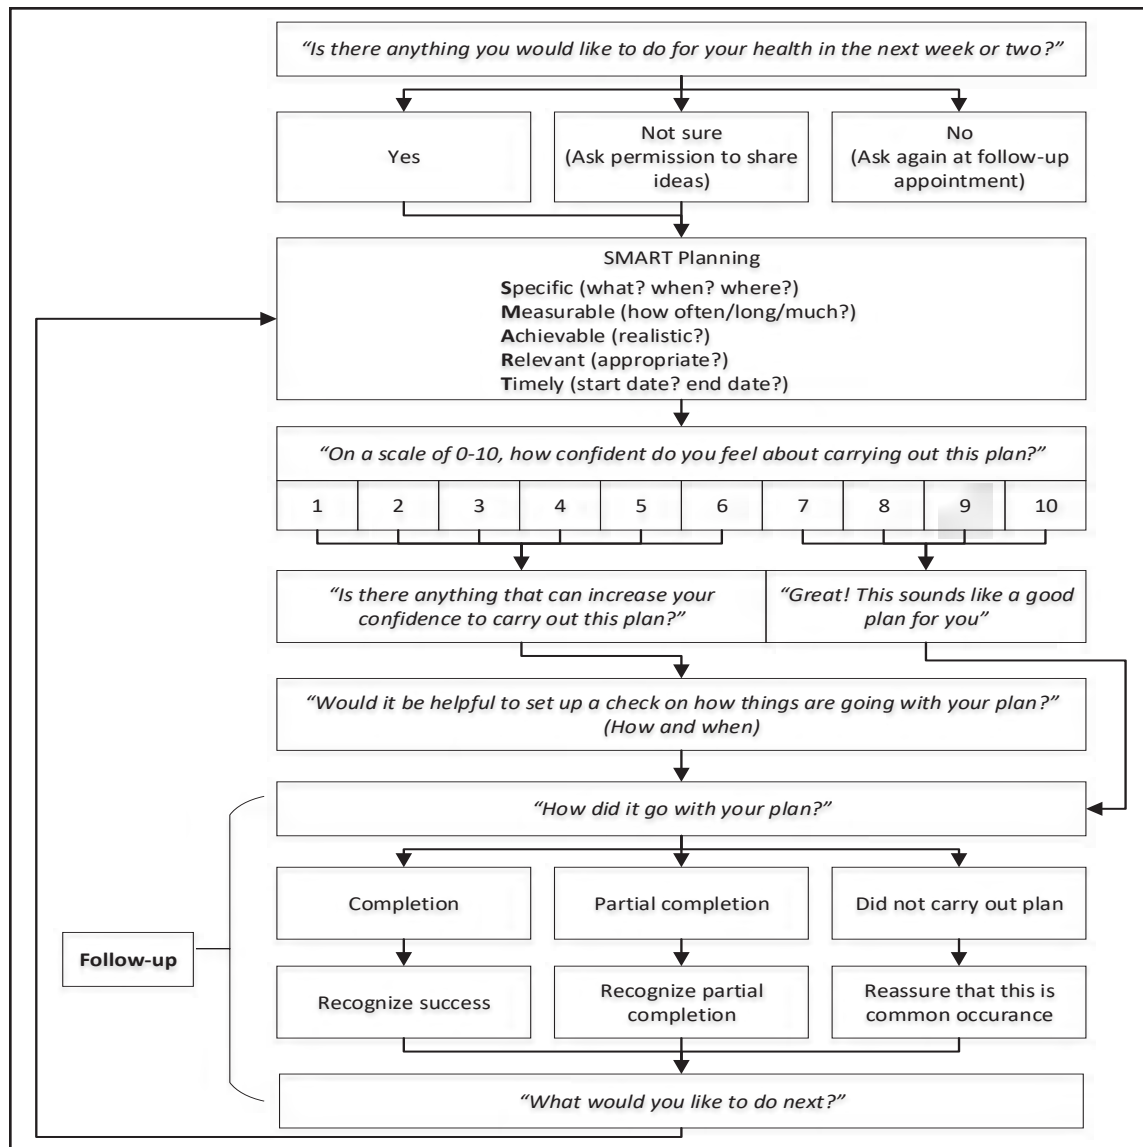 “Is there anything you would like to do for your health in the next week or two?”
Yes
Not sure
(Ask permission to share
ideas)
No
(Ask again at follow-up
appointment)
SMART Planning
Specific (what? when? where?)
Measurable (how often/long/much?)
Achievable (realistic?)
Relevant (appropriate?)
Timely (start date? end date?)
“On a scale of 0-10, how confident do you feel about carrying out this plan?”
1 2 3 4 5 6 7 8 9 10
“Is there anything that can increase your
confidence to carry out this plan?”
“Great! This sounds like a good
plan for you”
“Would it be helpful to set up a check on how things are going with your plan?”
(How and when)
“How did it go with your plan?”
Completion
Partial completion
Did not carry out plan
Follow-up
Recognize success
Recognize partial
completion
Reassure that this is
common occurance
“What would you like to do next?”